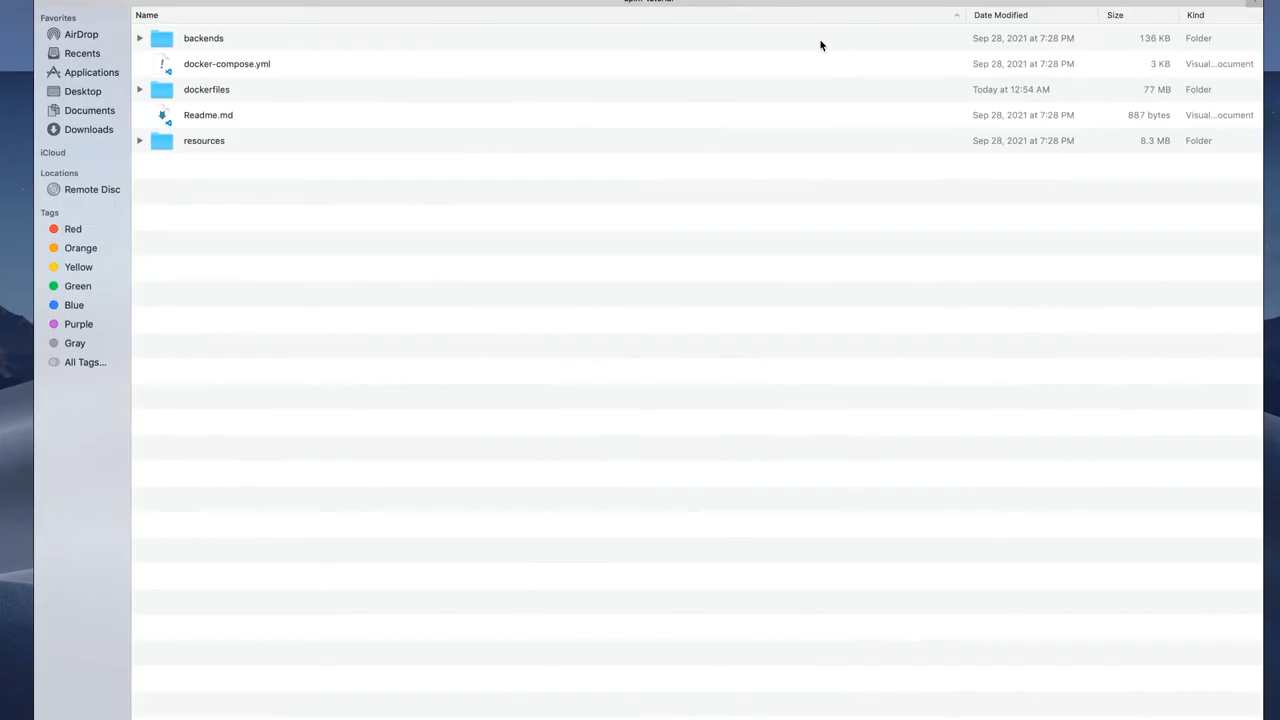 Name Date Modified Size Kind
Favorites
AirDrop
Recents
Applications
Desktop
Documents
Downloads
iCloud
Locations
Remote Disc
Tags
Red
Orange
Yellow
Green
Blue
Purple
Gray
All Tags...
backends Sep 28, 2021 at 7:28 PM 136 KB Folder
docker-compose.yml Sep 28, 2021 at 7:28 PM 3 KB Visual...ocument
dockerfiles Today at 12:54 AM 77 MB Folder
Readme.md Sep 28, 2021 at 7:28 PM 887 bytes Visual...ocument
resources Sep 28, 2021 at 7:28 PM 8.3 MB Folder